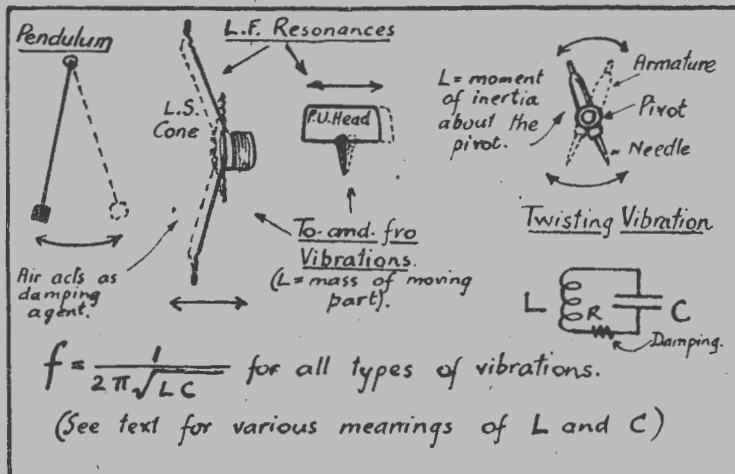 Pendulum
L.F. Resonances
L.S.
Cone
P.U. Head
L = moment
of inertia
about the
pivot.
Armature
Pivot
Needle
Air acts as
damping
agent.
To-and-fro
Vibrations.
(L = mass of moving
part).
Twisting Vibration
L
R
C
Damping.
f = 1 / 2 π √LC for all types of vibrations.
(See text for various meanings of L and C)